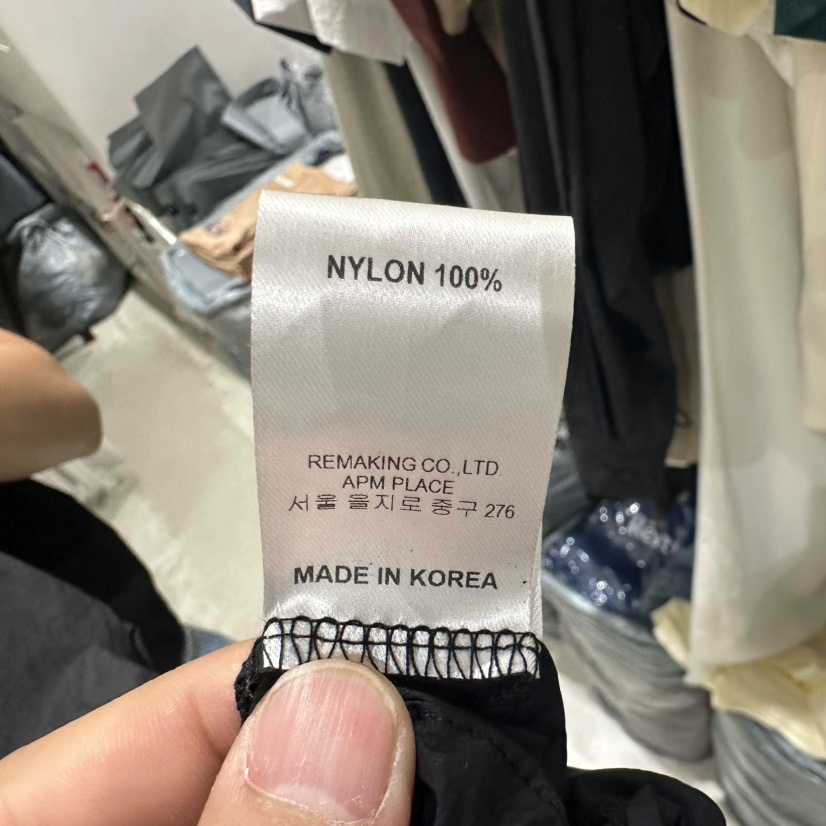 NYLON 100%
REMAKING CO.,LTD.
APM PLACE
서울 을지로 중구 276
MADE IN KOREA